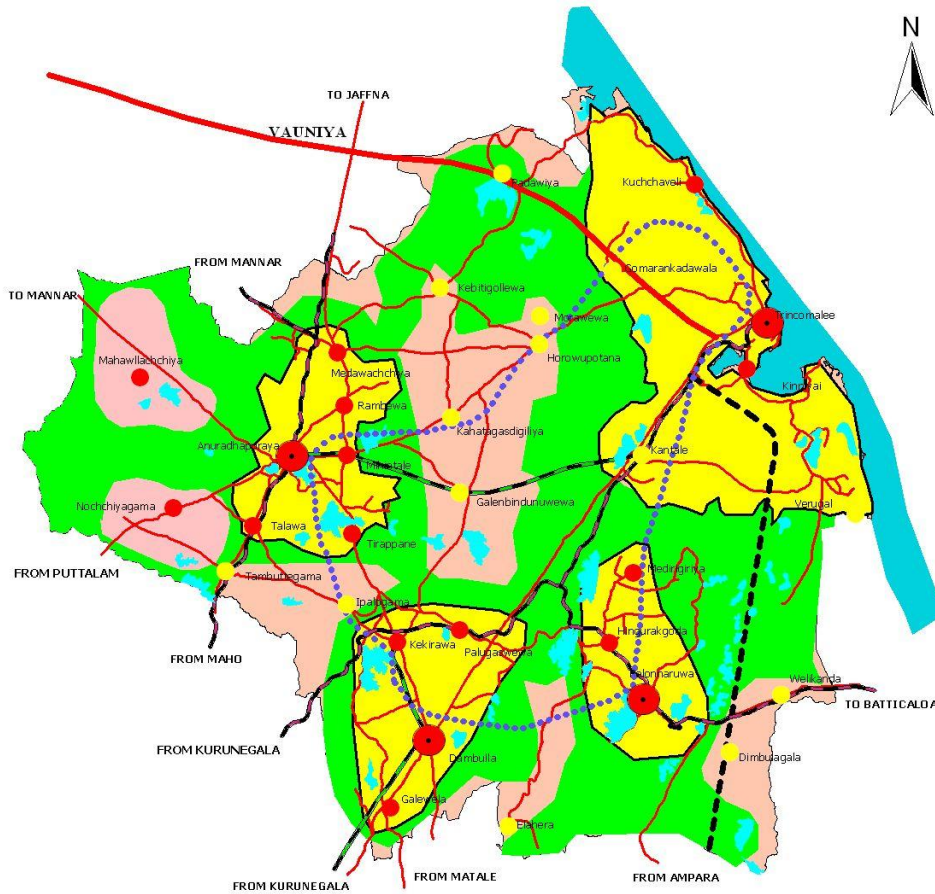 N
TO JAFFNA
VAUNIYA
Padawiya
Kuchchaveli
FROM MANNAR
Gomarankadawala
TO MANNAR
Kebitigollewa
Morawewa
Trincomalee
Horowupotana
Mahawllachchiya
Medawachchiya
Kinniyai
Rambewa
Kahatagasdigiliya
Anuradhapuraya
Mihintale
Kantale
Nochchiyagama
Galenbindunuwewa
Verugal
Talawa
Tirappane
FROM PUTTALAM
Tambuttegama
Medirigiriya
Ipalogama
FROM MAHO
Kekirawa
Palugaswewa
Hingurakgoda
Polonnaruwa
Welikanda
TO BATTICALOA
FROM KURUNEGALA
Dambulla
Dimbulagala
Galewela
Elahera
FROM KURUNEGALA
FROM MATALE
FROM AMPARA